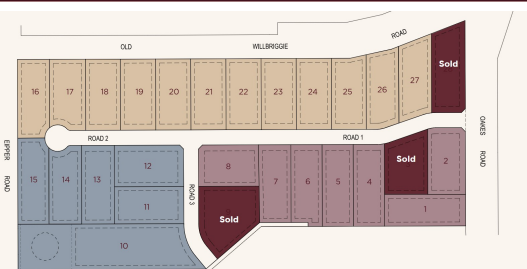 OLD WILLBRIGGIE ROAD
Sold
16 17 18 19 20 21 22 23 24 25 26 27
OAKES ROAD
ROAD 2
ROAD 1
EIPPER ROAD
15 14 13 12
11
ROAD 3
8
7 6 5 4
Sold
2
1
Sold
10